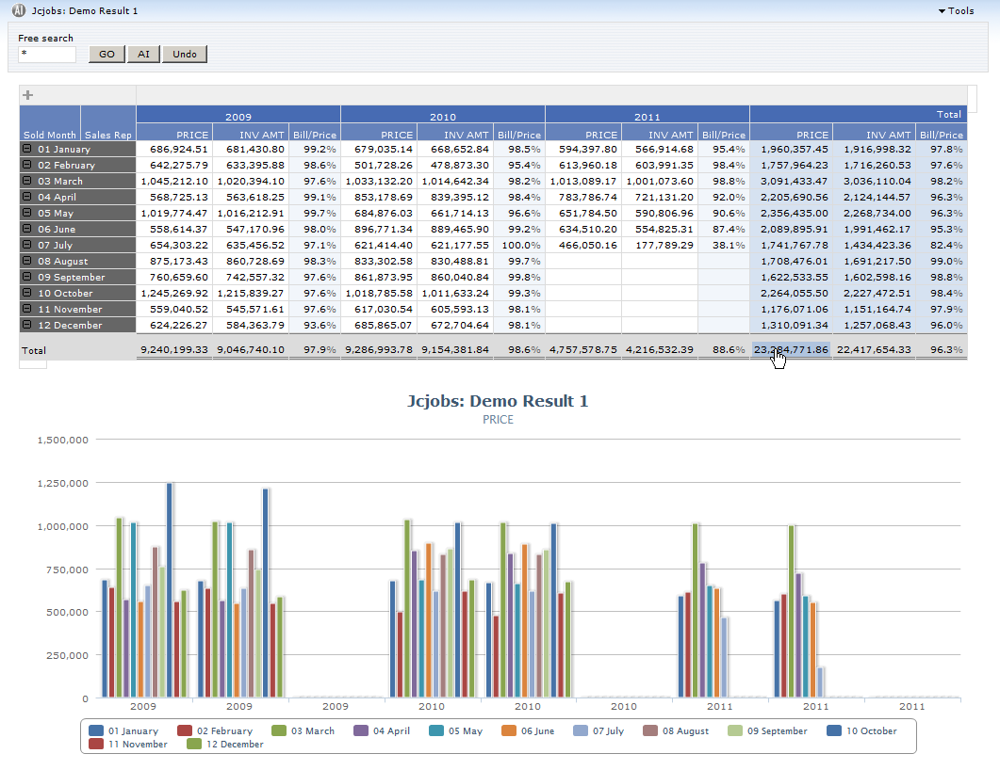 AI Jcjobs: Demo Result 1 Tools
Free search
* GO AI Undo
2009 2010 2011 Total
Sold Month Sales Rep PRICE INV AMT Bill/Price PRICE INV AMT Bill/Price PRICE INV AMT Bill/Price PRICE INV AMT Bill/Price
01 January 686,924.51 681,430.80 99.2% 679,035.14 668,652.84 98.5% 594,397.80 566,914.68 95.4% 1,960,357.45 1,916,998.32 97.8%
02 February 642,275.79 633,395.88 98.6% 501,728.26 478,873.30 95.4% 613,960.18 603,991.35 98.4% 1,757,964.23 1,716,260.53 97.6%
03 March 1,045,212.10 1,020,394.10 97.6% 1,033,132.20 1,014,642.34 98.2% 1,013,089.17 1,001,073.60 98.8% 3,091,433.47 3,036,110.04 98.2%
04 April 568,725.13 563,618.25 99.1% 853,178.69 839,395.12 98.4% 783,786.74 721,131.20 92.0% 2,205,690.56 2,124,144.57 96.3%
05 May 1,019,774.47 1,016,212.91 99.7% 684,876.03 661,714.13 96.6% 651,784.50 590,806.96 90.6% 2,356,435.00 2,268,734.00 96.3%
06 June 558,614.37 547,170.96 98.0% 896,771.34 889,465.90 99.2% 634,510.20 554,825.31 87.4% 2,089,895.91 1,991,462.17 95.3%
07 July 654,303.22 635,456.52 97.1% 621,414.40 621,177.55 100.0% 466,050.16 177,789.29 38.1% 1,741,767.78 1,434,423.36 82.4%
08 August 875,173.43 860,728.69 98.3% 833,302.58 830,488.81 99.7% 1,708,476.01 1,691,217.50 99.0%
09 September 760,659.60 742,557.32 97.6% 861,873.95 860,040.84 99.8% 1,622,533.55 1,602,598.16 98.8%
10 October 1,245,269.92 1,215,839.27 97.6% 1,018,785.58 1,011,633.24 99.3% 2,264,055.50 2,227,472.51 98.4%
11 November 559,040.52 545,571.61 97.6% 617,030.54 605,593.13 98.1% 1,176,071.06 1,151,164.74 97.9%
12 December 624,226.27 584,363.79 93.6% 685,865.07 672,704.64 98.1% 1,310,091.34 1,257,068.43 96.0%
Total 9,240,199.33 9,046,740.10 97.9% 9,286,993.78 9,154,381.84 98.6% 4,757,578.75 4,216,532.39 88.6% 23,284,771.86 22,417,654.33 96.3%
Jcjobs: Demo Result 1
PRICE
1,500,000
1,250,000
1,000,000
750,000
500,000
250,000
0
2009 2009 2009 2010 2010 2010 2011 2011 2011
01 January 02 February 03 March 04 April 05 May 06 June 07 July 08 August 09 September 10 October
11 November 12 December